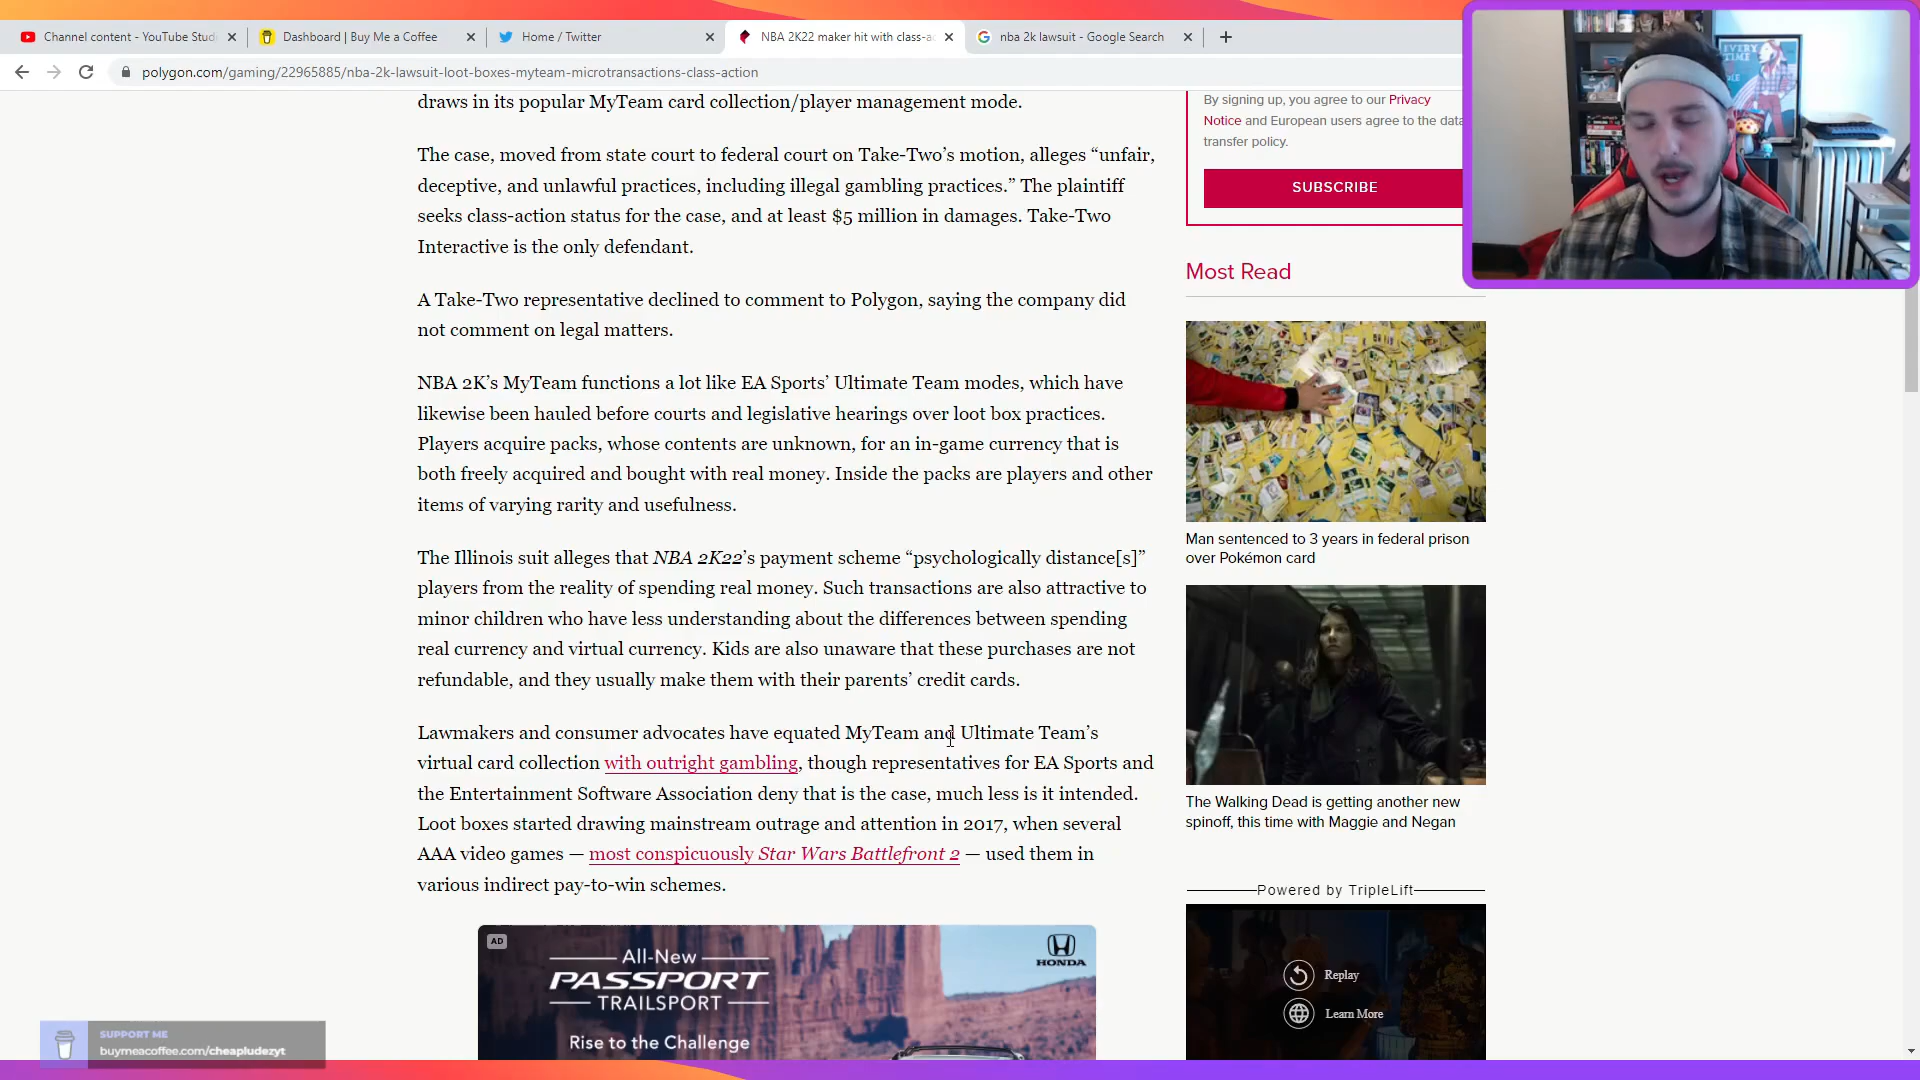 Channel content - YouTube Stud
Dashboard | Buy Me a Coffee
Home / Twitter
NBA 2K22 maker hit with class-a
nba 2k lawsuit - Google Search
polygon.com/gaming/22965885/nba-2k-lawsuit-loot-boxes-myteam-microtransactions-class-action
draws in its popular MyTeam card collection/player management mode.
The case, moved from state court to federal court on Take-Two’s motion, alleges “unfair,
deceptive, and unlawful practices, including illegal gambling practices.” The plaintiff
seeks class-action status for the case, and at least $5 million in damages. Take-Two
Interactive is the only defendant.
A Take-Two representative declined to comment to Polygon, saying the company did
not comment on legal matters.
NBA 2K’s MyTeam functions a lot like EA Sports’ Ultimate Team modes, which have
likewise been hauled before courts and legislative hearings over loot box practices.
Players acquire packs, whose contents are unknown, for an in-game currency that is
both freely acquired and bought with real money. Inside the packs are players and other
items of varying rarity and usefulness.
The Illinois suit alleges that NBA 2K22’s payment scheme “psychologically distance[s]”
players from the reality of spending real money. Such transactions are also attractive to
minor children who have less understanding about the differences between spending
real currency and virtual currency. Kids are also unaware that these purchases are not
refundable, and they usually make them with their parents’ credit cards.
Lawmakers and consumer advocates have equated MyTeam and Ultimate Team’s
virtual card collection with outright gambling, though representatives for EA Sports and
the Entertainment Software Association deny that is the case, much less is it intended.
Loot boxes started drawing mainstream outrage and attention in 2017, when several
AAA video games — most conspicuously Star Wars Battlefront 2 — used them in
various indirect pay-to-win schemes.
AD
All-New
PASSPORT
TRAILSPORT
Rise to the Challenge
HONDA
By signing up, you agree to our Privacy
Notice and European users agree to the data
transfer policy.
SUBSCRIBE
Most Read
Man sentenced to 3 years in federal prison
over Pokémon card
The Walking Dead is getting another new
spinoff, this time with Maggie and Negan
Powered by TripleLift
Replay
Learn More
EVERY
TIME
SUPPORT ME
buymeacoffee.com/cheapludezyt